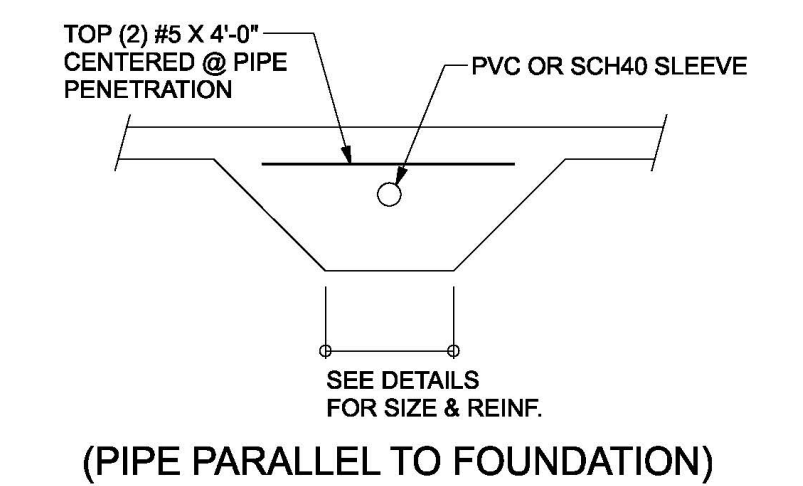 TOP (2) #5 X 4'-0"
CENTERED @ PIPE
PENETRATION
PVC OR SCH40 SLEEVE
SEE DETAILS
FOR SIZE & REINF.
(PIPE PARALLEL TO FOUNDATION)